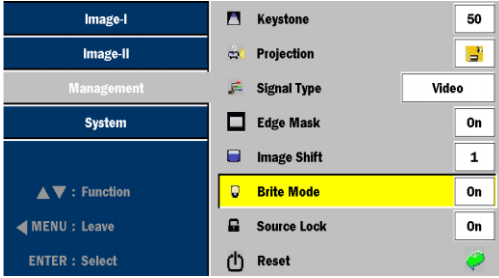 Image-I
Image-II
Management
System
▲▼ : Function
◀ MENU : Leave
ENTER : Select
Keystone 50
Projection
Signal Type Video
Edge Mask On
Image Shift 1
Brite Mode On
Source Lock On
Reset